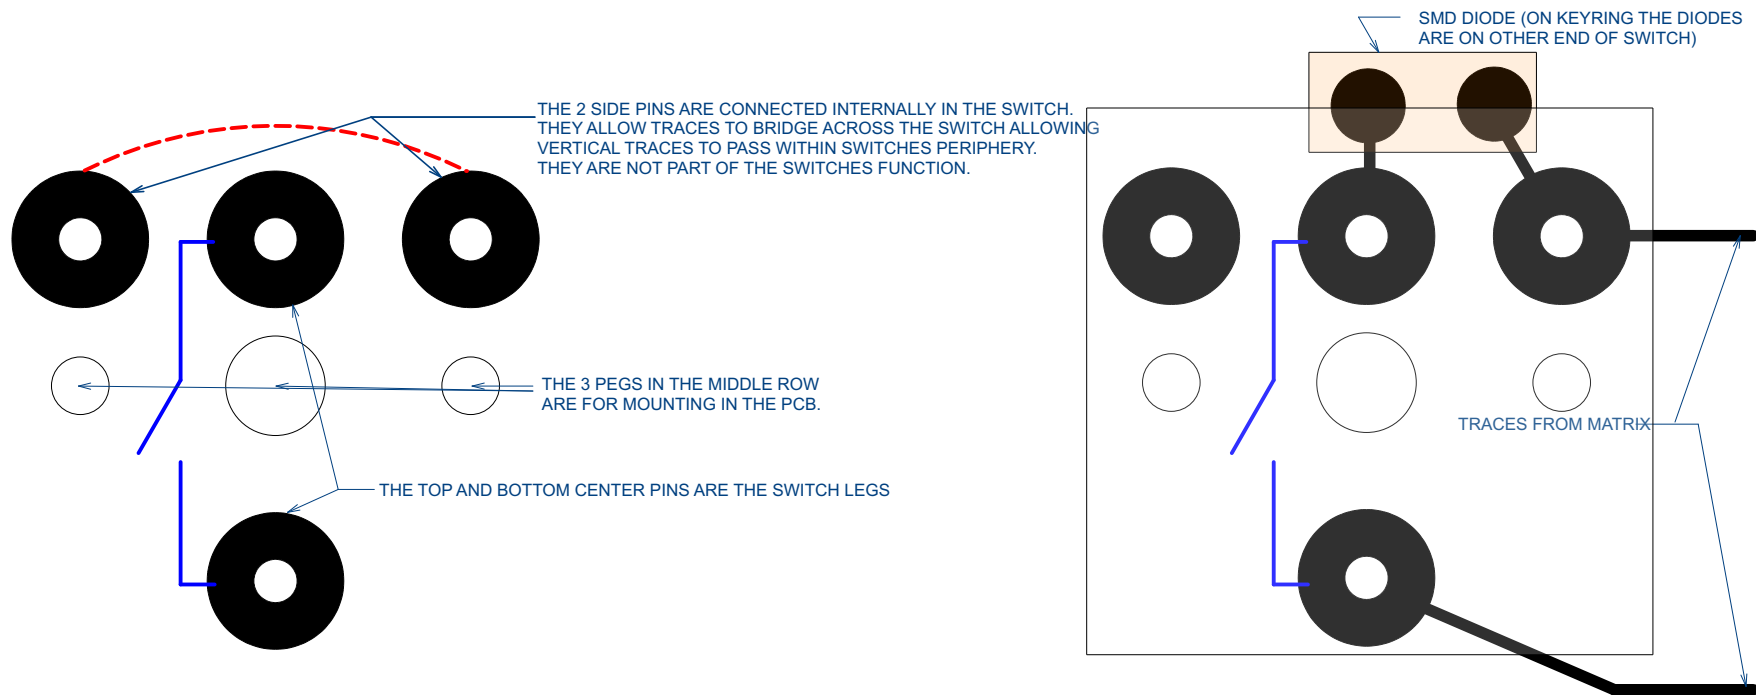 SMD DIODE (ON KEYRING THE DIODES
ARE ON OTHER END OF SWITCH)
THE 2 SIDE PINS ARE CONNECTED INTERNALLY IN THE SWITCH.
THEY ALLOW TRACES TO BRIDGE ACROSS THE SWITCH ALLOWING
VERTICAL TRACES TO PASS WITHIN SWITCHES PERIPHERY.
THEY ARE NOT PART OF THE SWITCHES FUNCTION.
THE 3 PEGS IN THE MIDDLE ROW
ARE FOR MOUNTING IN THE PCB.
TRACES FROM MATRIX
THE TOP AND BOTTOM CENTER PINS ARE THE SWITCH LEGS